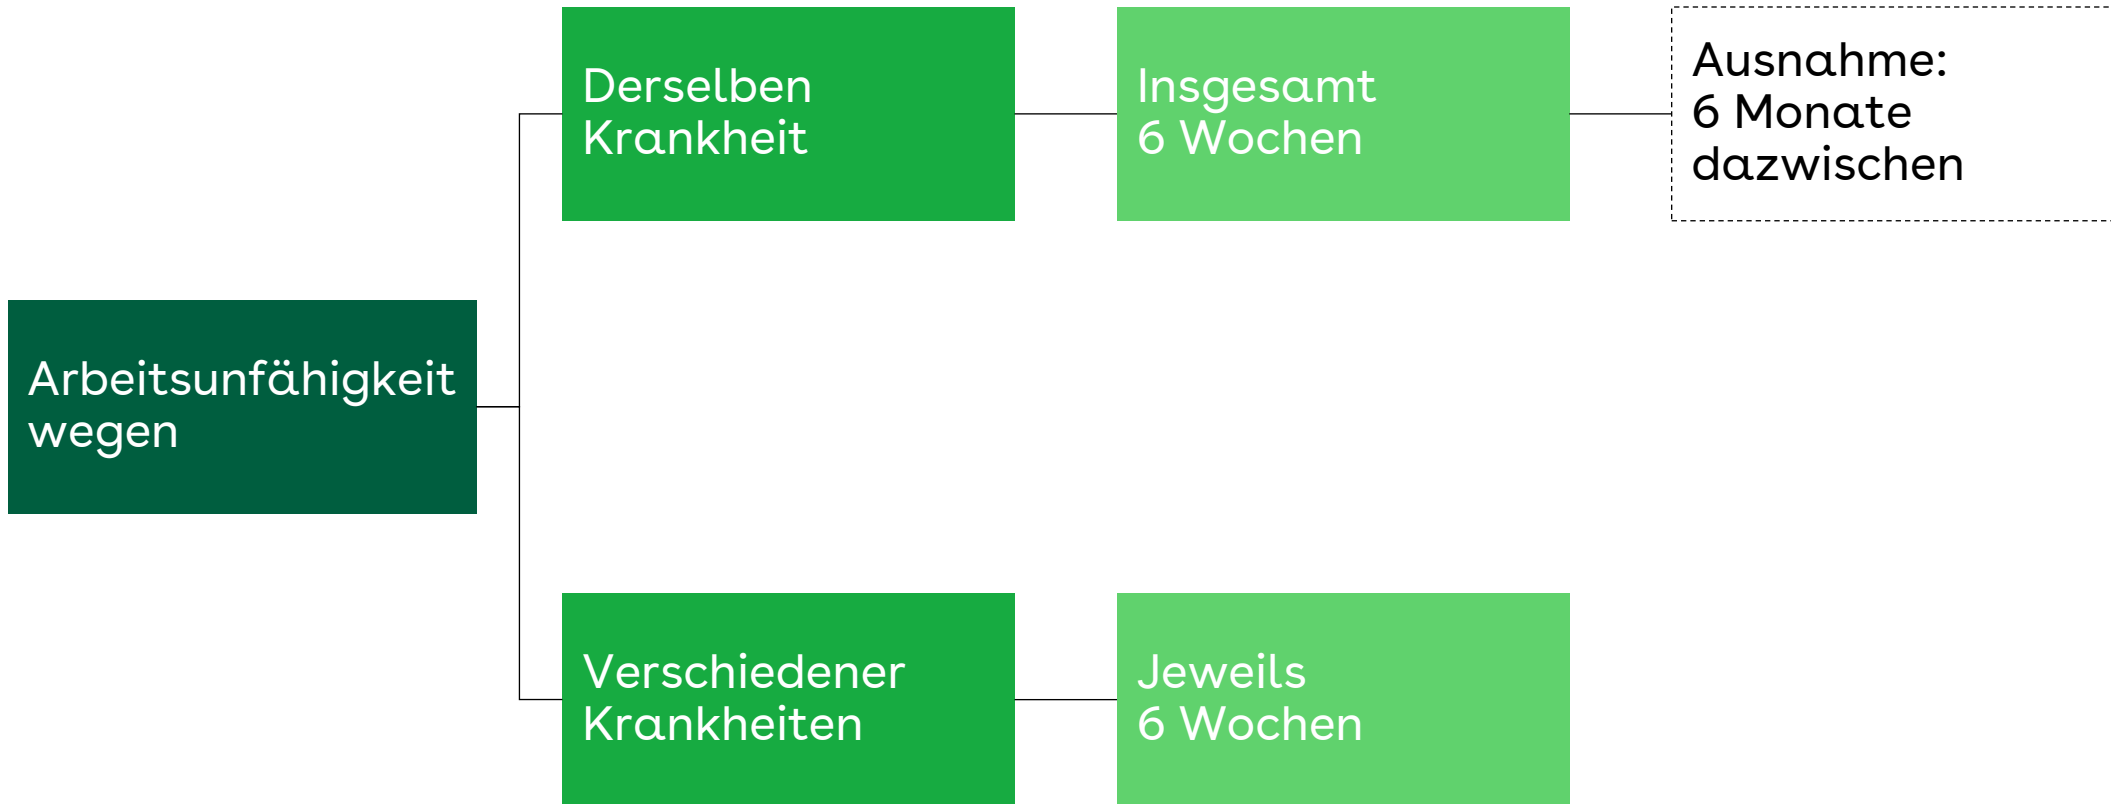 Derselben
Krankheit
Insgesamt
6 Wochen
Ausnahme:
6 Monate
dazwischen
Arbeitsunfähigkeit
wegen
Verschiedener
Krankheiten
Jeweils
6 Wochen